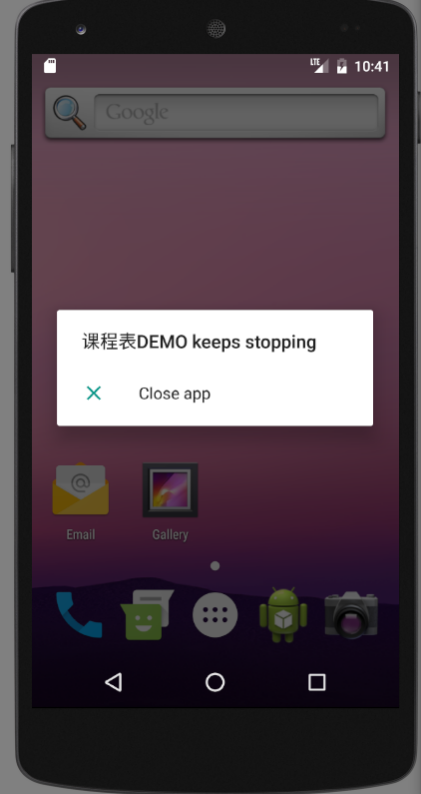 LTE 10:41
Google
课程表DEMO keeps stopping
Close app
@
Email Gallery